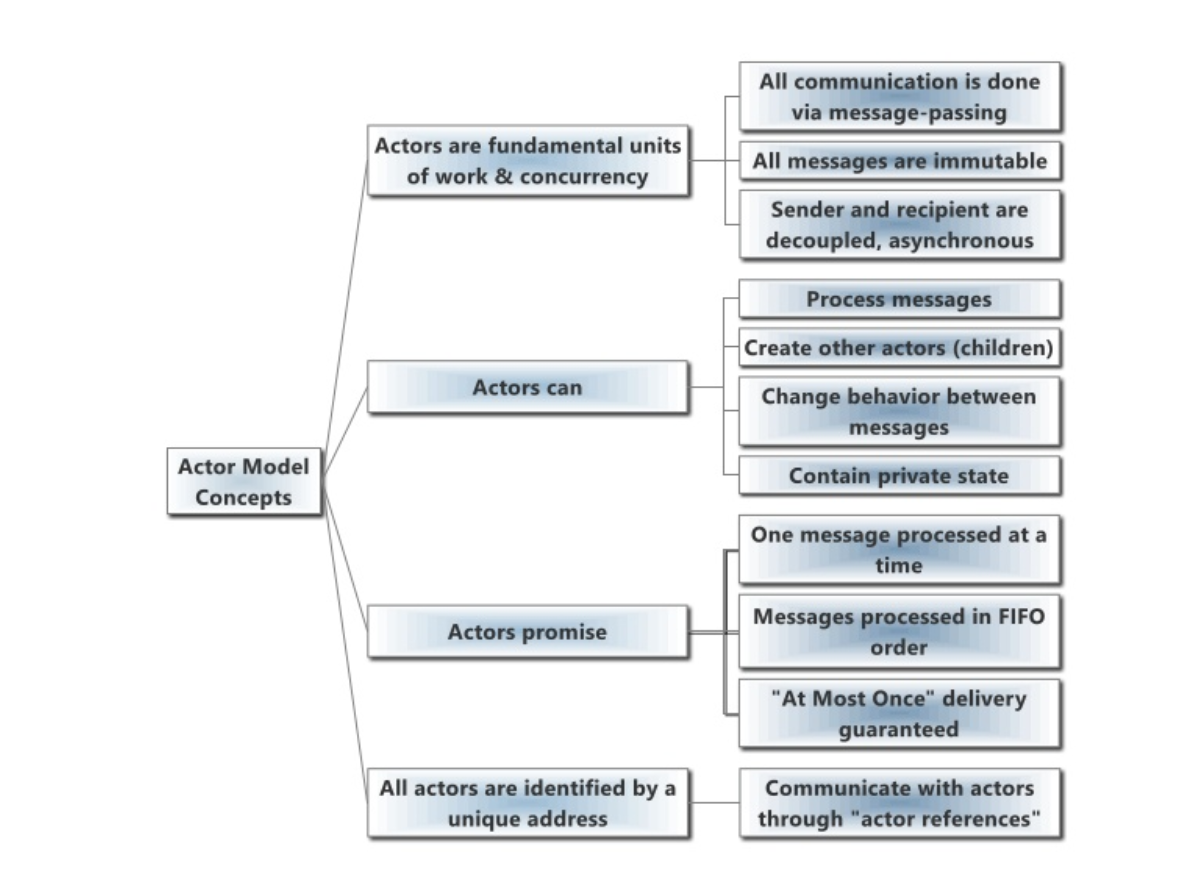 Actor Model
Concepts
Actors are fundamental units
of work & concurrency
All communication is done
via message-passing
All messages are immutable
Sender and recipient are
decoupled, asynchronous
Actors can
Process messages
Create other actors (children)
Change behavior between
messages
Contain private state
Actors promise
One message processed at a
time
Messages processed in FIFO
order
"At Most Once" delivery
guaranteed
All actors are identified by a
unique address
Communicate with actors
through "actor references"